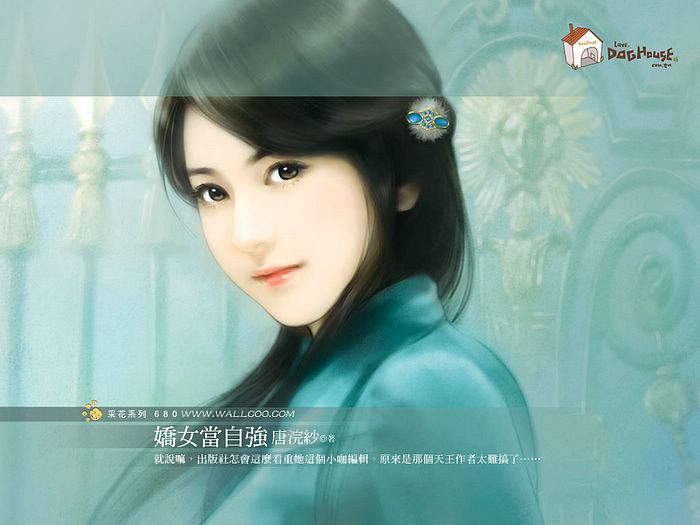 Love.
DOGHOUSE
com.tw
采花系列 680 WWW.WALLCOO.COM
嬌女當自強 唐浣紗◎著
就說嘛，出版社怎會這麼看重她這個小咖編輯，原來是那個天王作者太難搞了……